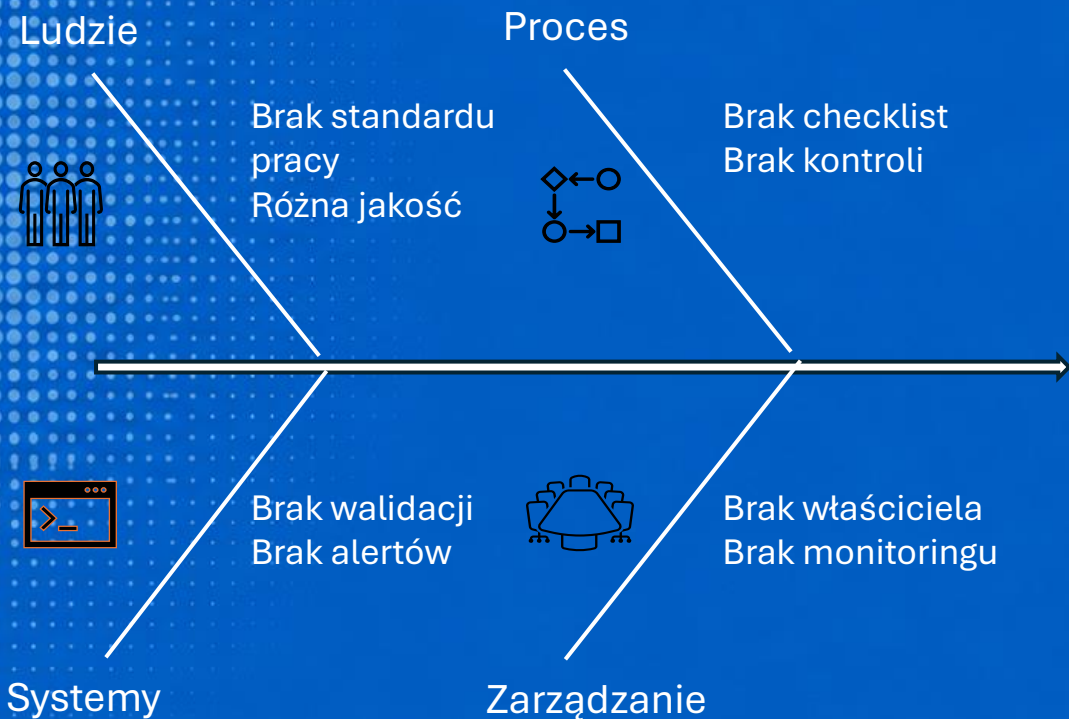 Ludzie
Proces
Brak standardu
pracy
Różna jakość
Brak checklist
Brak kontroli
>_
Brak walidacji
Brak alertów
Brak właściciela
Brak monitoringu
Systemy
Zarządzanie